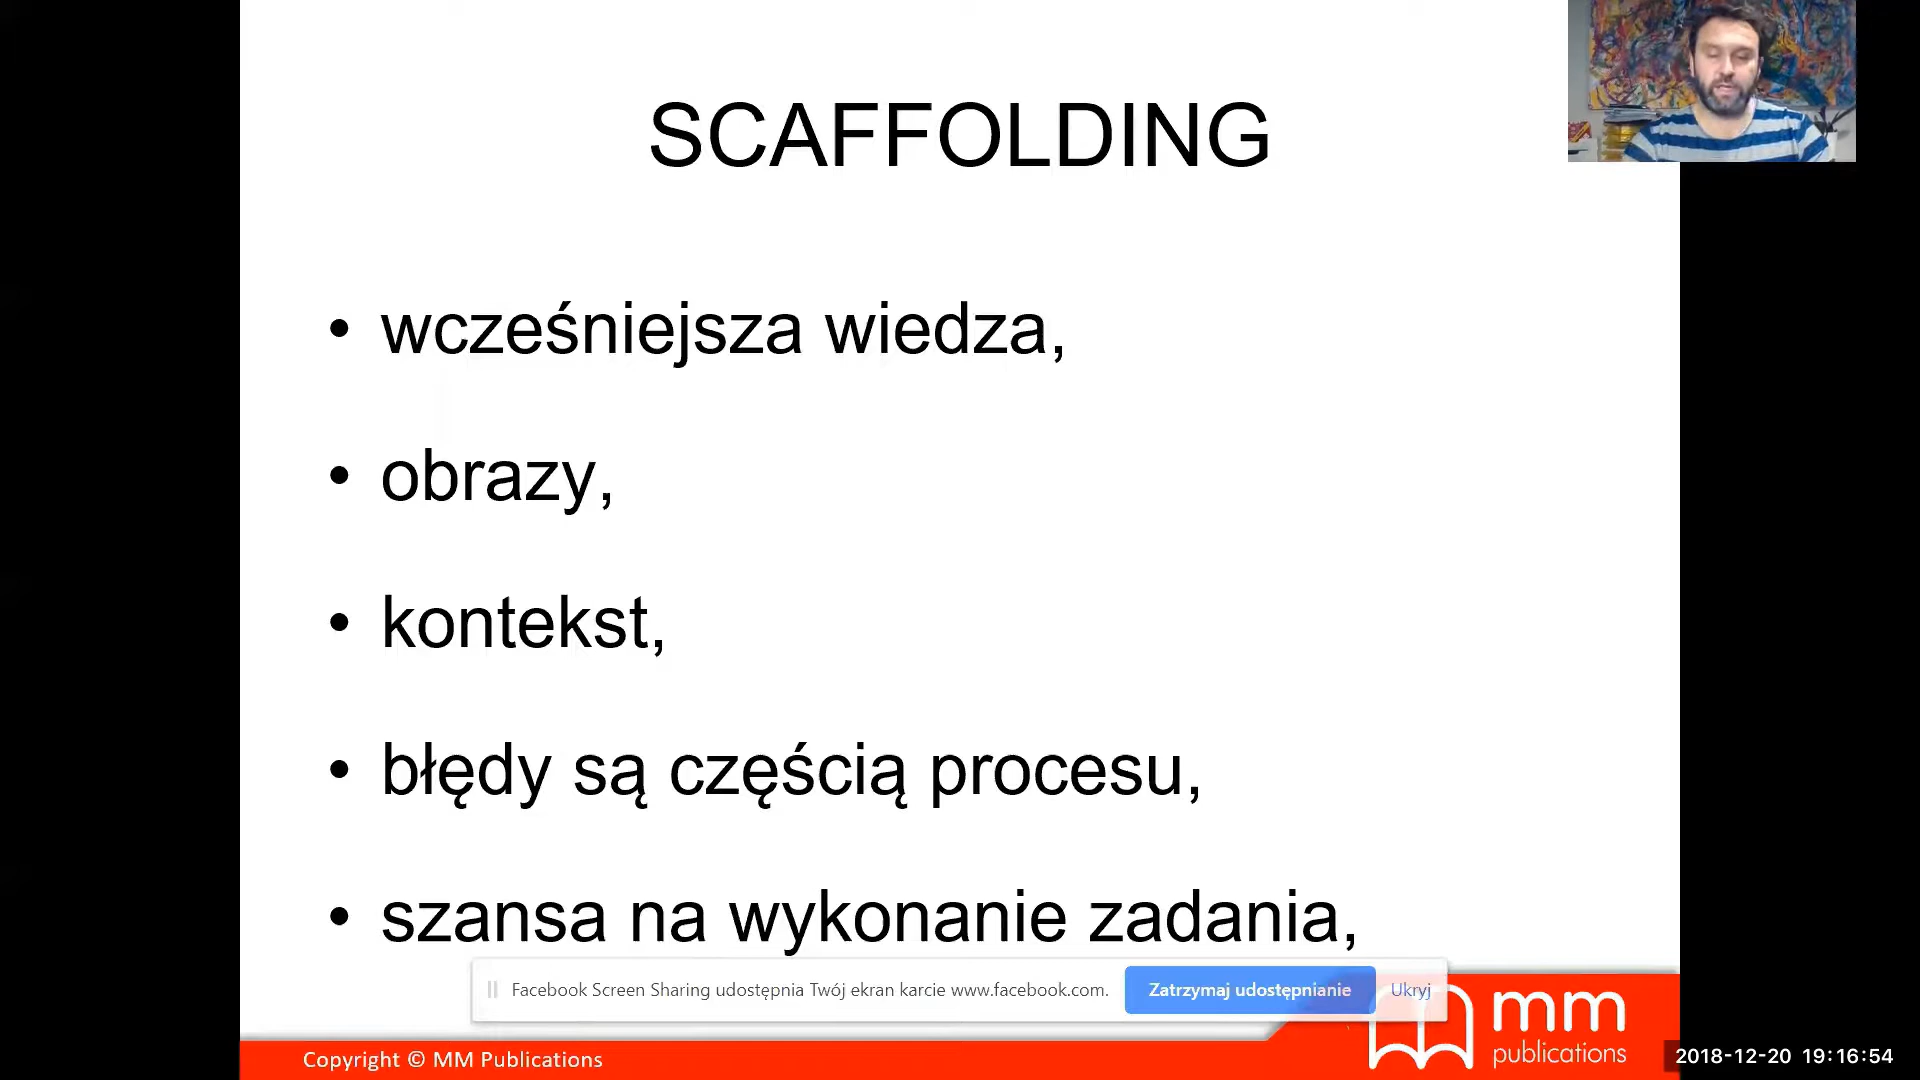 SCAFFOLDING
• wcześniejsza wiedza,
• obrazy,
• kontekst,
• błędy są częścią procesu,
• szansa na wykonanie zadania,
Facebook Screen Sharing udostępnia Twój ekran karcie www.facebook.com.
Zatrzymaj udostępnianie
Ukryj
mm
publications
Copyright © MM Publications
2018-12-20 19:16:54